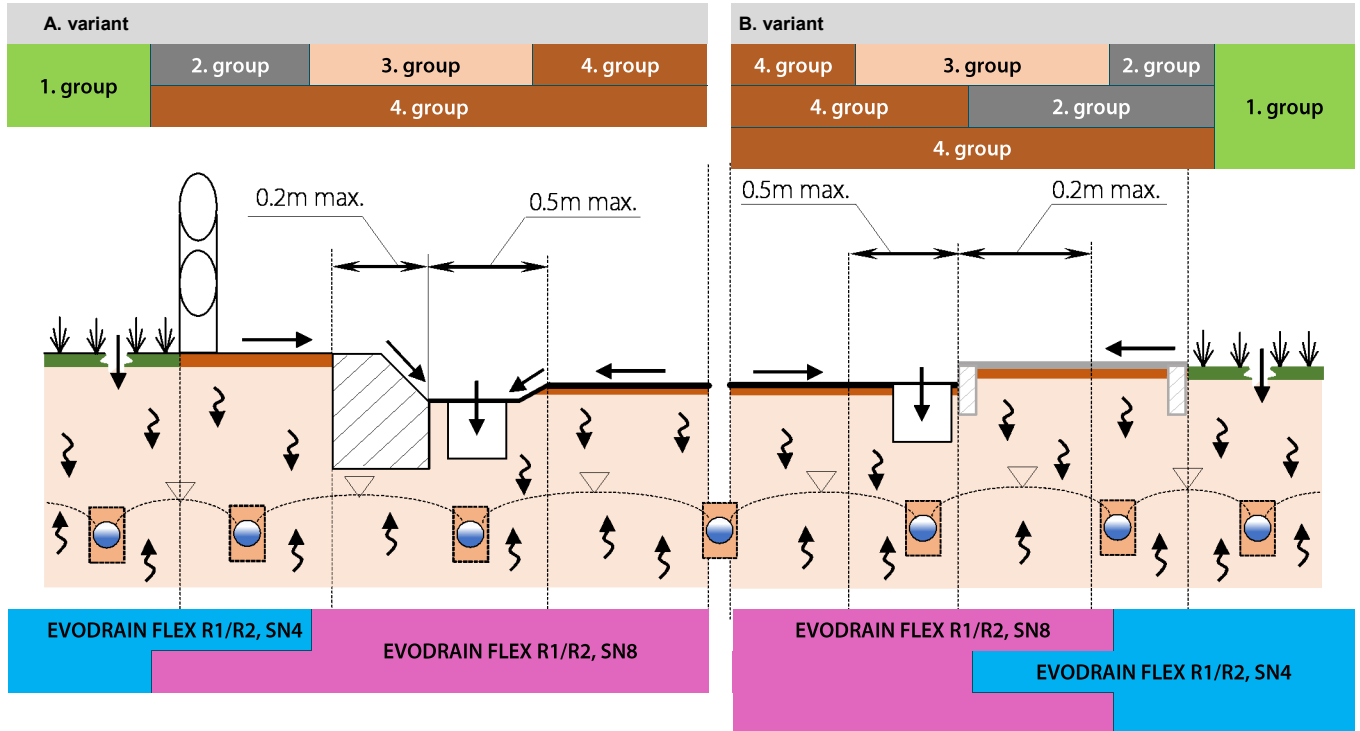 A. variant
B. variant
1. group
2. group
3. group
4. group
4. group
4. group
3. group
2. group
1. group
4. group
2. group
4. group
0.2m max.
0.5m max.
0.5m max.
0.2m max.
EVODRAIN FLEX R1/R2, SN4
EVODRAIN FLEX R1/R2, SN8
EVODRAIN FLEX R1/R2, SN8
EVODRAIN FLEX R1/R2, SN4